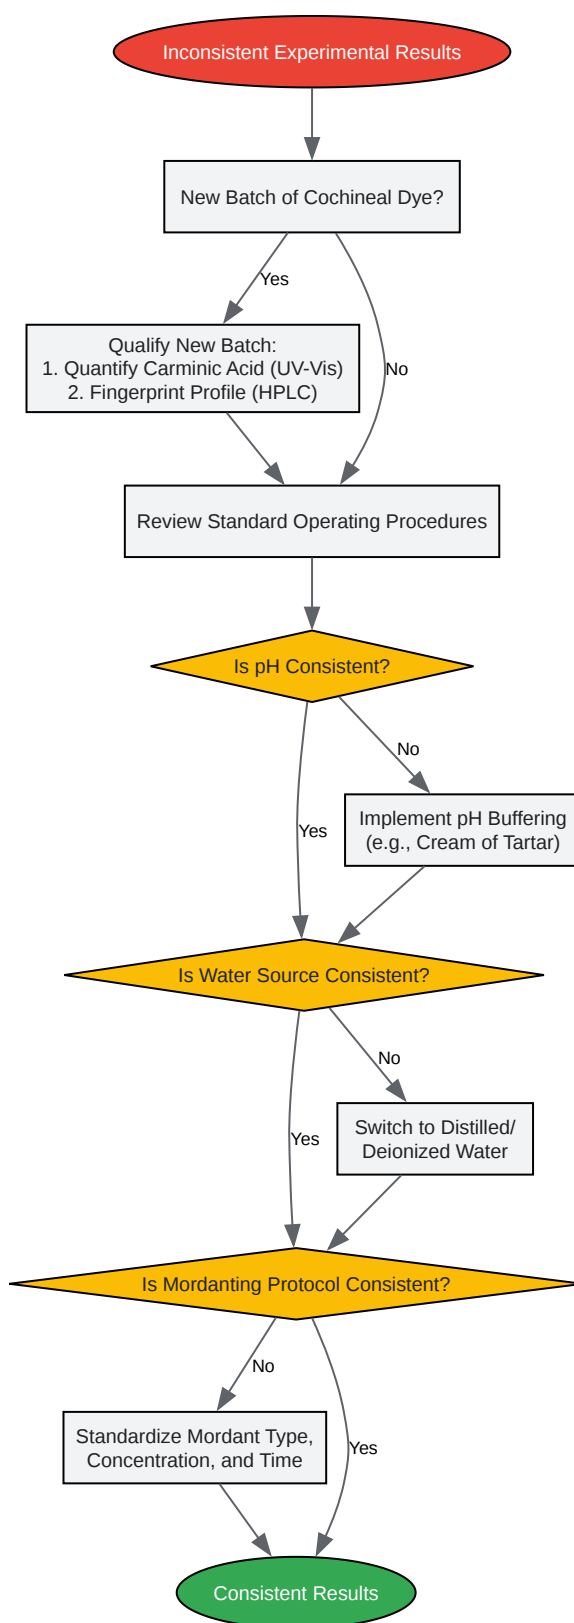 Inconsistent Experimental Results
New Batch of Cochineal Dye?
Yes
Qualify New Batch:
1. Quantify Carminic Acid (UV-Vis)
2. Fingerprint Profile (HPLC)
No
Review Standard Operating Procedures
Is pH Consistent?
No
Implement pH Buffering
(e.g., Cream of Tartar)
Yes
Is Water Source Consistent?
No
Switch to Distilled/
Deionized Water
Yes
Is Mordanting Protocol Consistent?
No
Standardize Mordant Type,
Concentration, and Time
Yes
Consistent Results